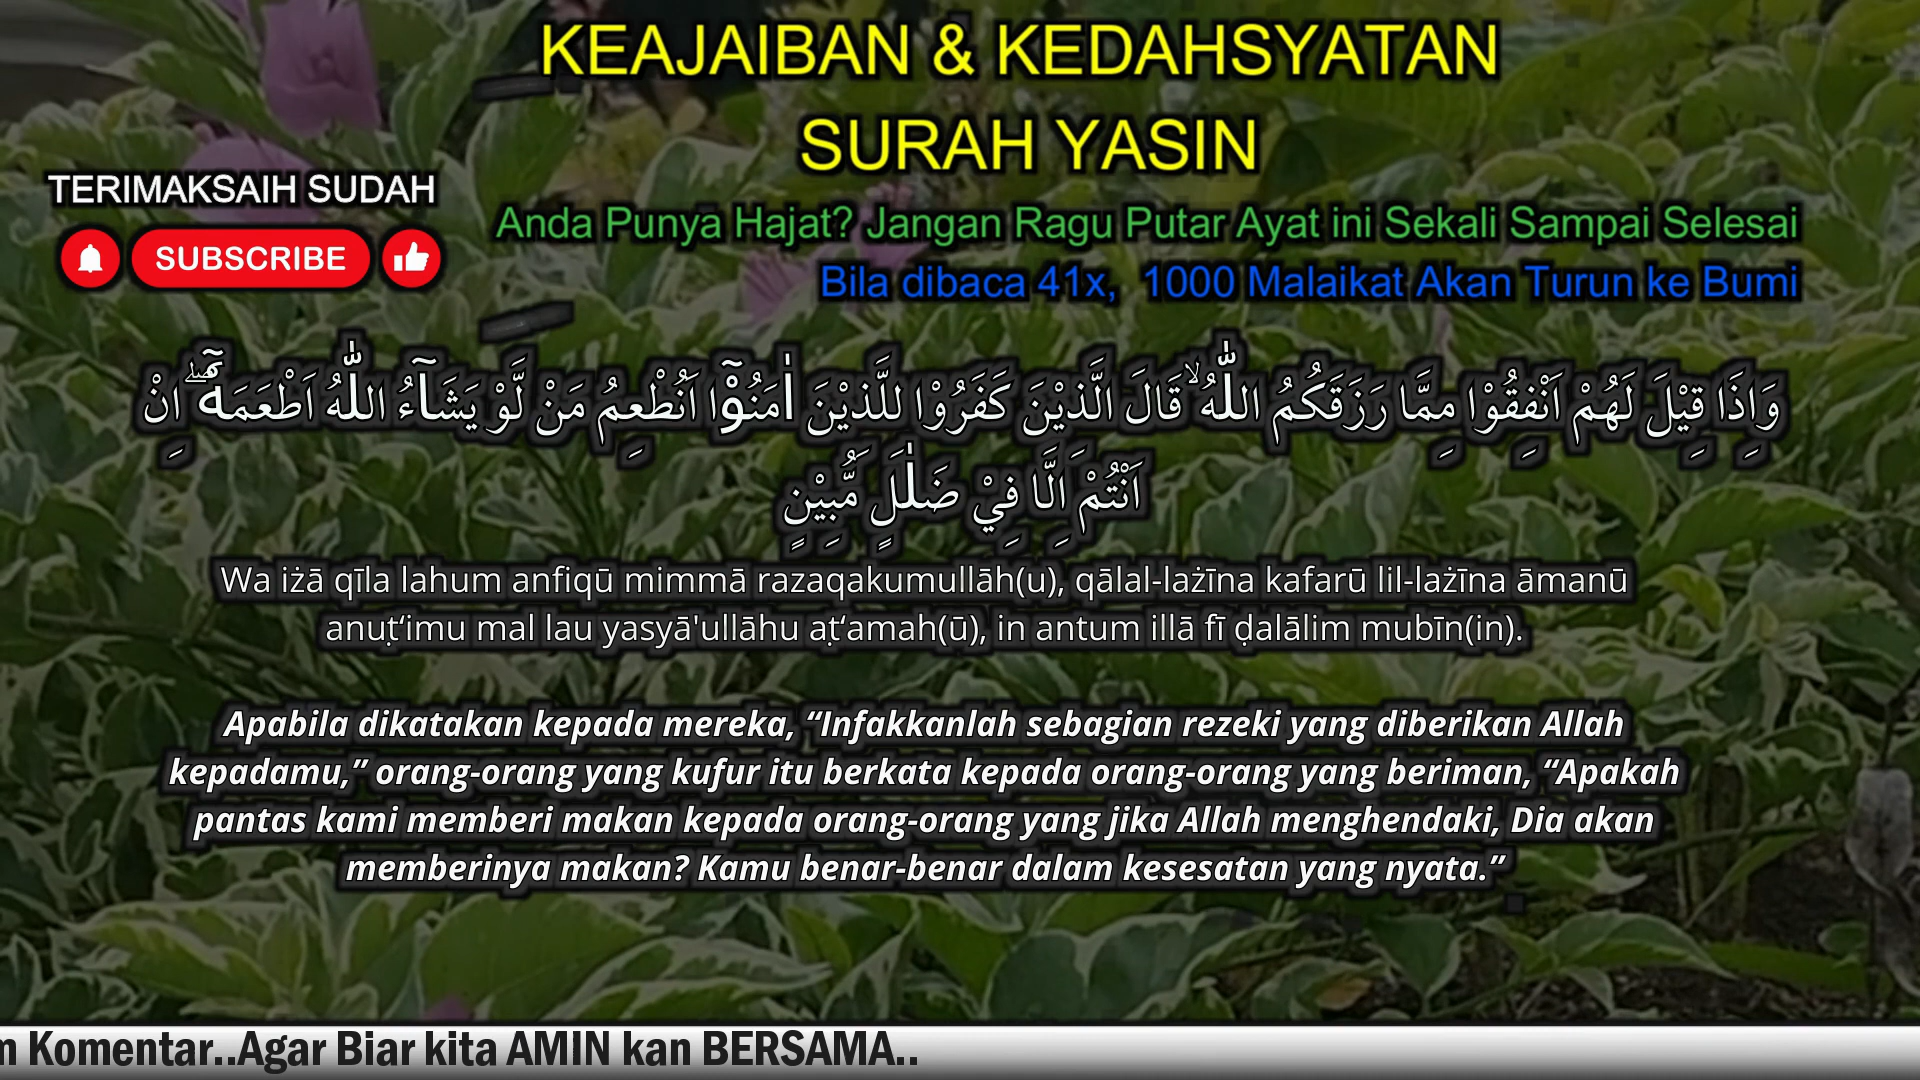 KEAJAIBAN & KEDAHSYATAN
SURAH YASIN
TERIMAKSAIH SUDAH
SUBSCRIBE
Anda Punya Hajat? Jangan Ragu Putar Ayat ini Sekali Sampai Selesai
Bila dibaca 41x, 1000 Malaikat Akan Turun ke Bumi
وَاِذَا قِيْلَ لَهُمْ اَنْفِقُوْا مِمَّا رَزَقَكُمُ اللّٰهُ ۙقَالَ الَّذِيْنَ كَفَرُوْا لِلَّذِيْنَ اٰمَنُوْٓا اَنُطْعِمُ مَنْ لَّوْ يَشَاۤءُ اللّٰهُ اَطْعَمَهٗٓ ۖاِنْ
اَنْتُمْ اِلَّا فِيْ ضَلٰلٍ مُّبِيْنٍ
Wa iżā qīla lahum anfiqū mimmā razaqakumullāh(u), qālal-lażīna kafarū lil-lażīna āmanū
anuṭ‘imu mal lau yasyā'ullāhu aṭ‘amah(ū), in antum illā fī ḍalālim mubīn(in).
Apabila dikatakan kepada mereka, “Infakkanlah sebagian rezeki yang diberikan Allah
kepadamu,” orang-orang yang kufur itu berkata kepada orang-orang yang beriman, “Apakah
pantas kami memberi makan kepada orang-orang yang jika Allah menghendaki, Dia akan
memberinya makan? Kamu benar-benar dalam kesesatan yang nyata.”
Komentar..Agar Biar kita AMIN kan BERSAMA..